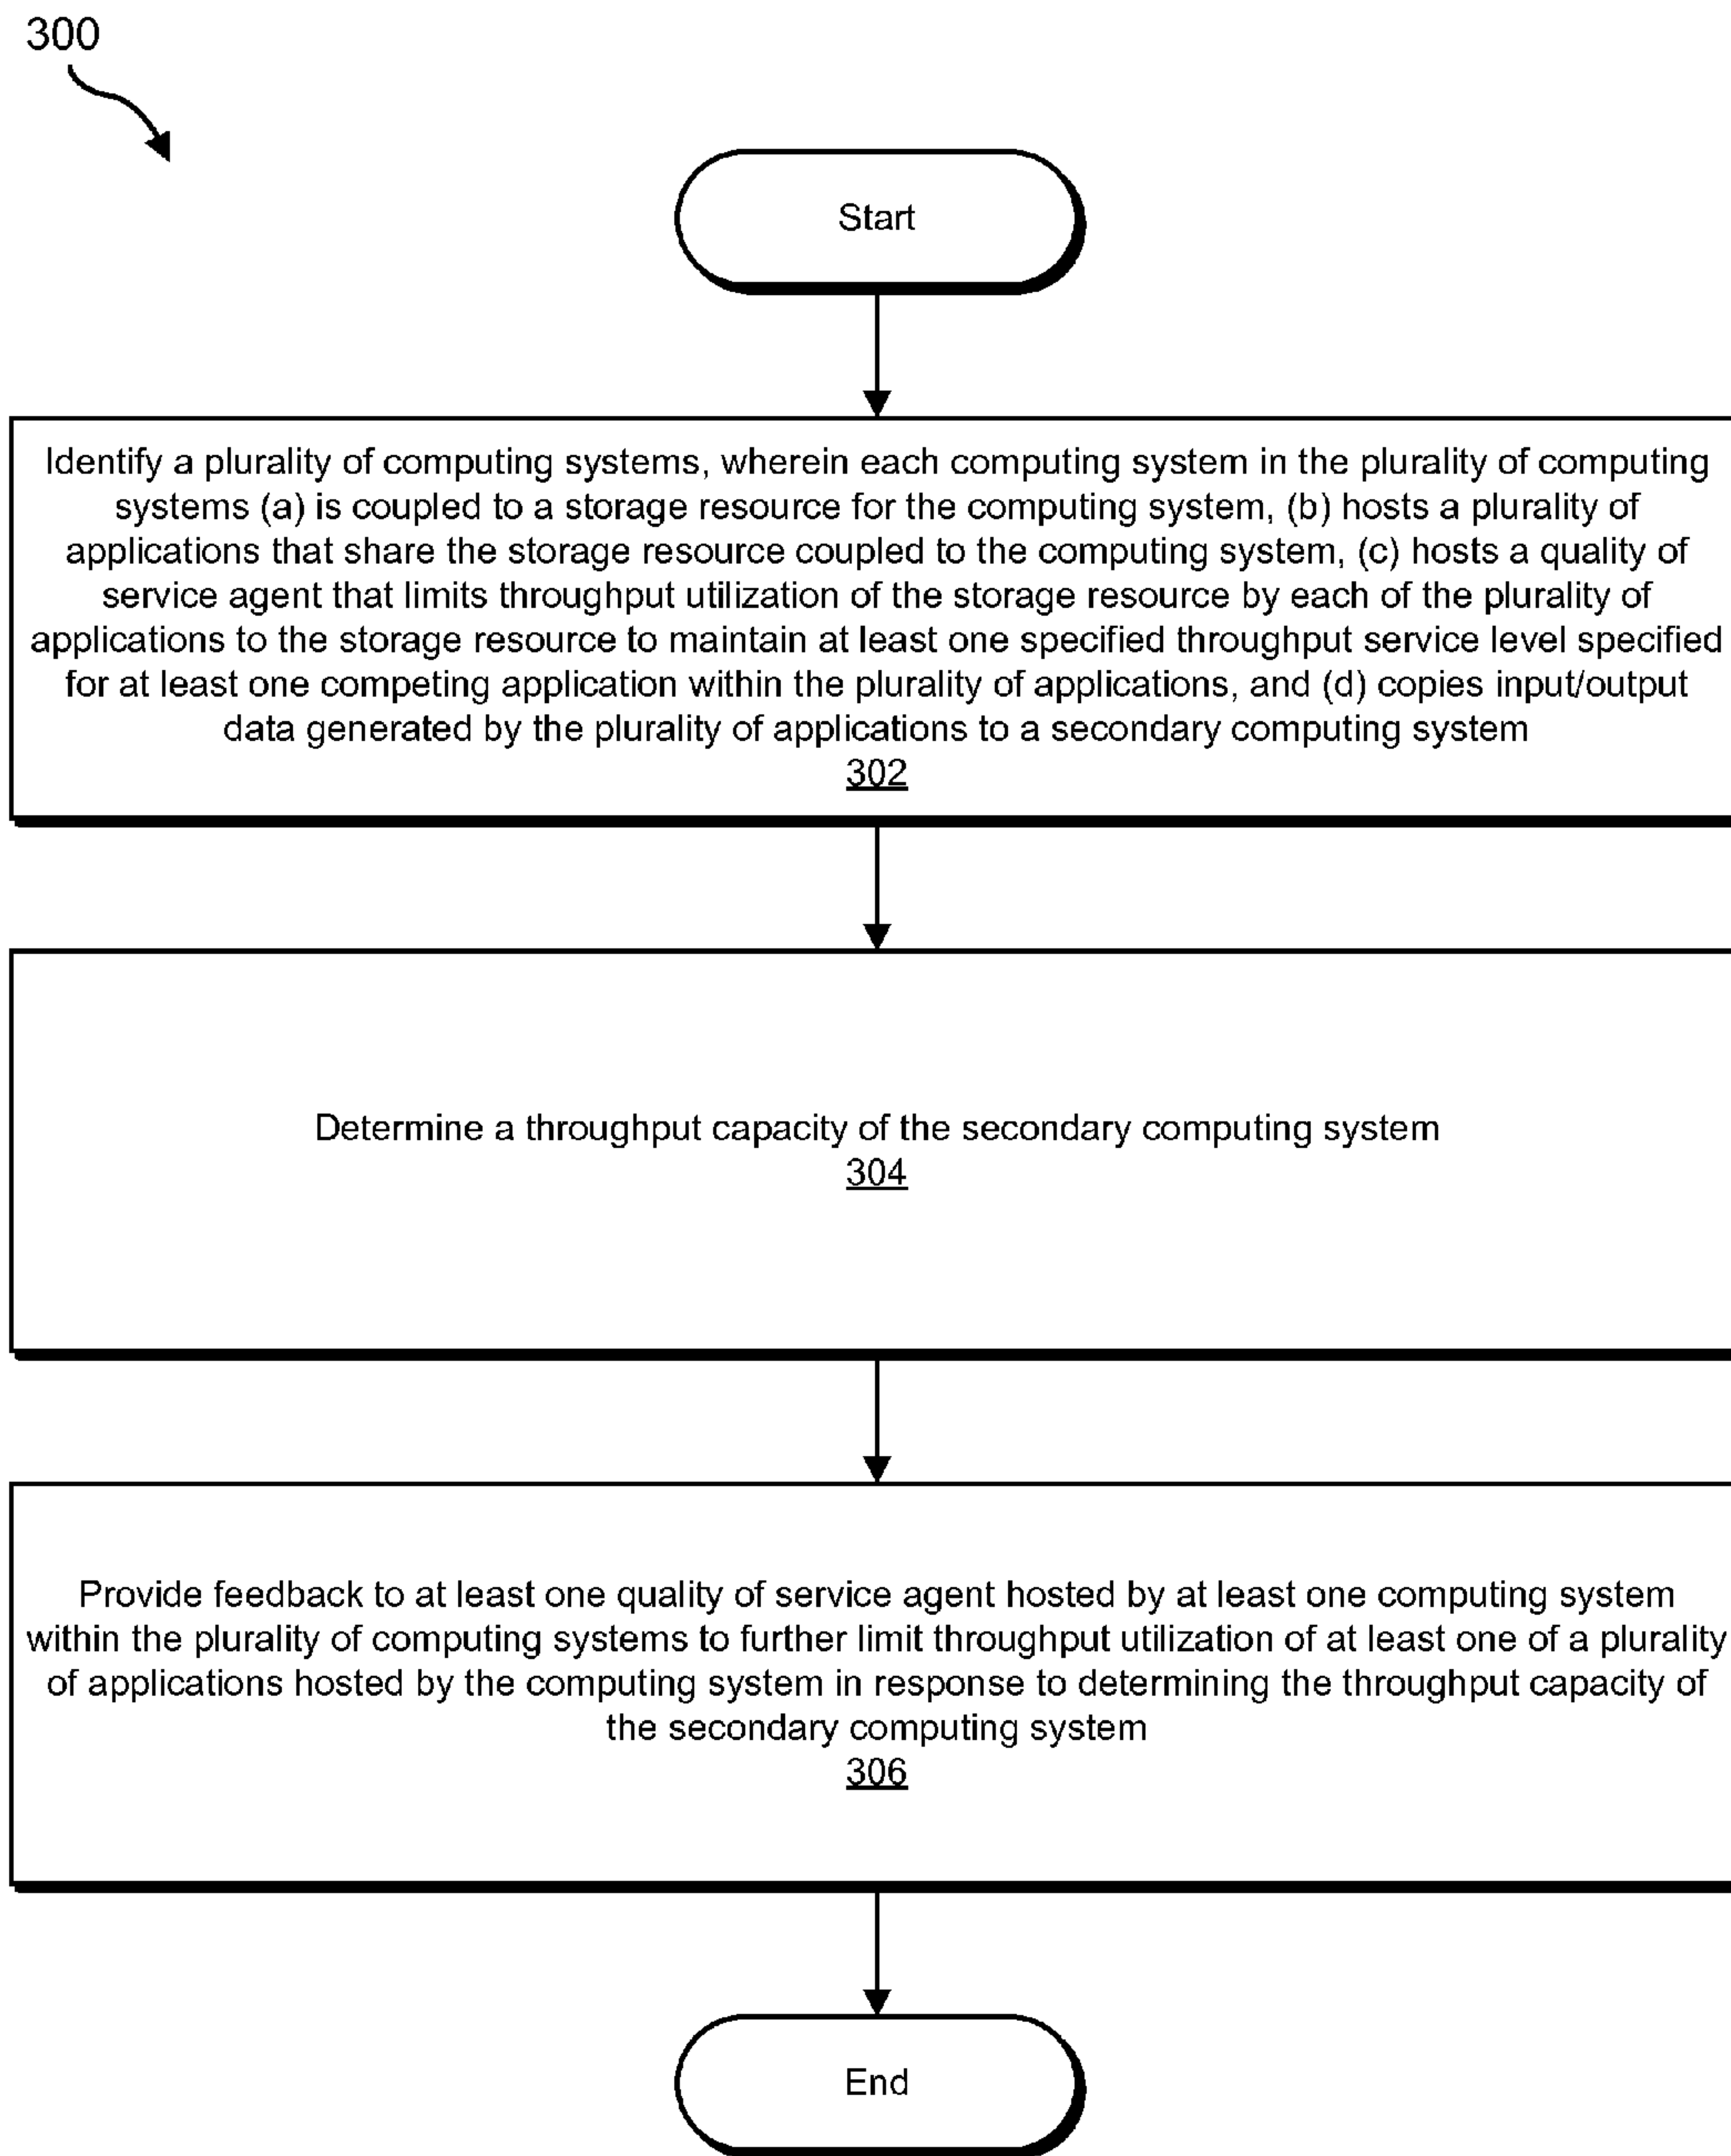 300
Start
Identify a plurality of computing systems, wherein each computing system in the plurality of computing
systems (a) is coupled to a storage resource for the computing system, (b) hosts a plurality of
applications that share the storage resource coupled to the computing system, (c) hosts a quality of
service agent that limits throughput utilization of the storage resource by each of the plurality of
applications to the storage resource to maintain at least one specified throughput service level specified
for at least one competing application within the plurality of applications, and (d) copies input/output
data generated by the plurality of applications to a secondary computing system
302
Determine a throughput capacity of the secondary computing system
304
Provide feedback to at least one quality of service agent hosted by at least one computing system
within the plurality of computing systems to further limit throughput utilization of at least one of a plurality
of applications hosted by the computing system in response to determining the throughput capacity of
the secondary computing system
306
End